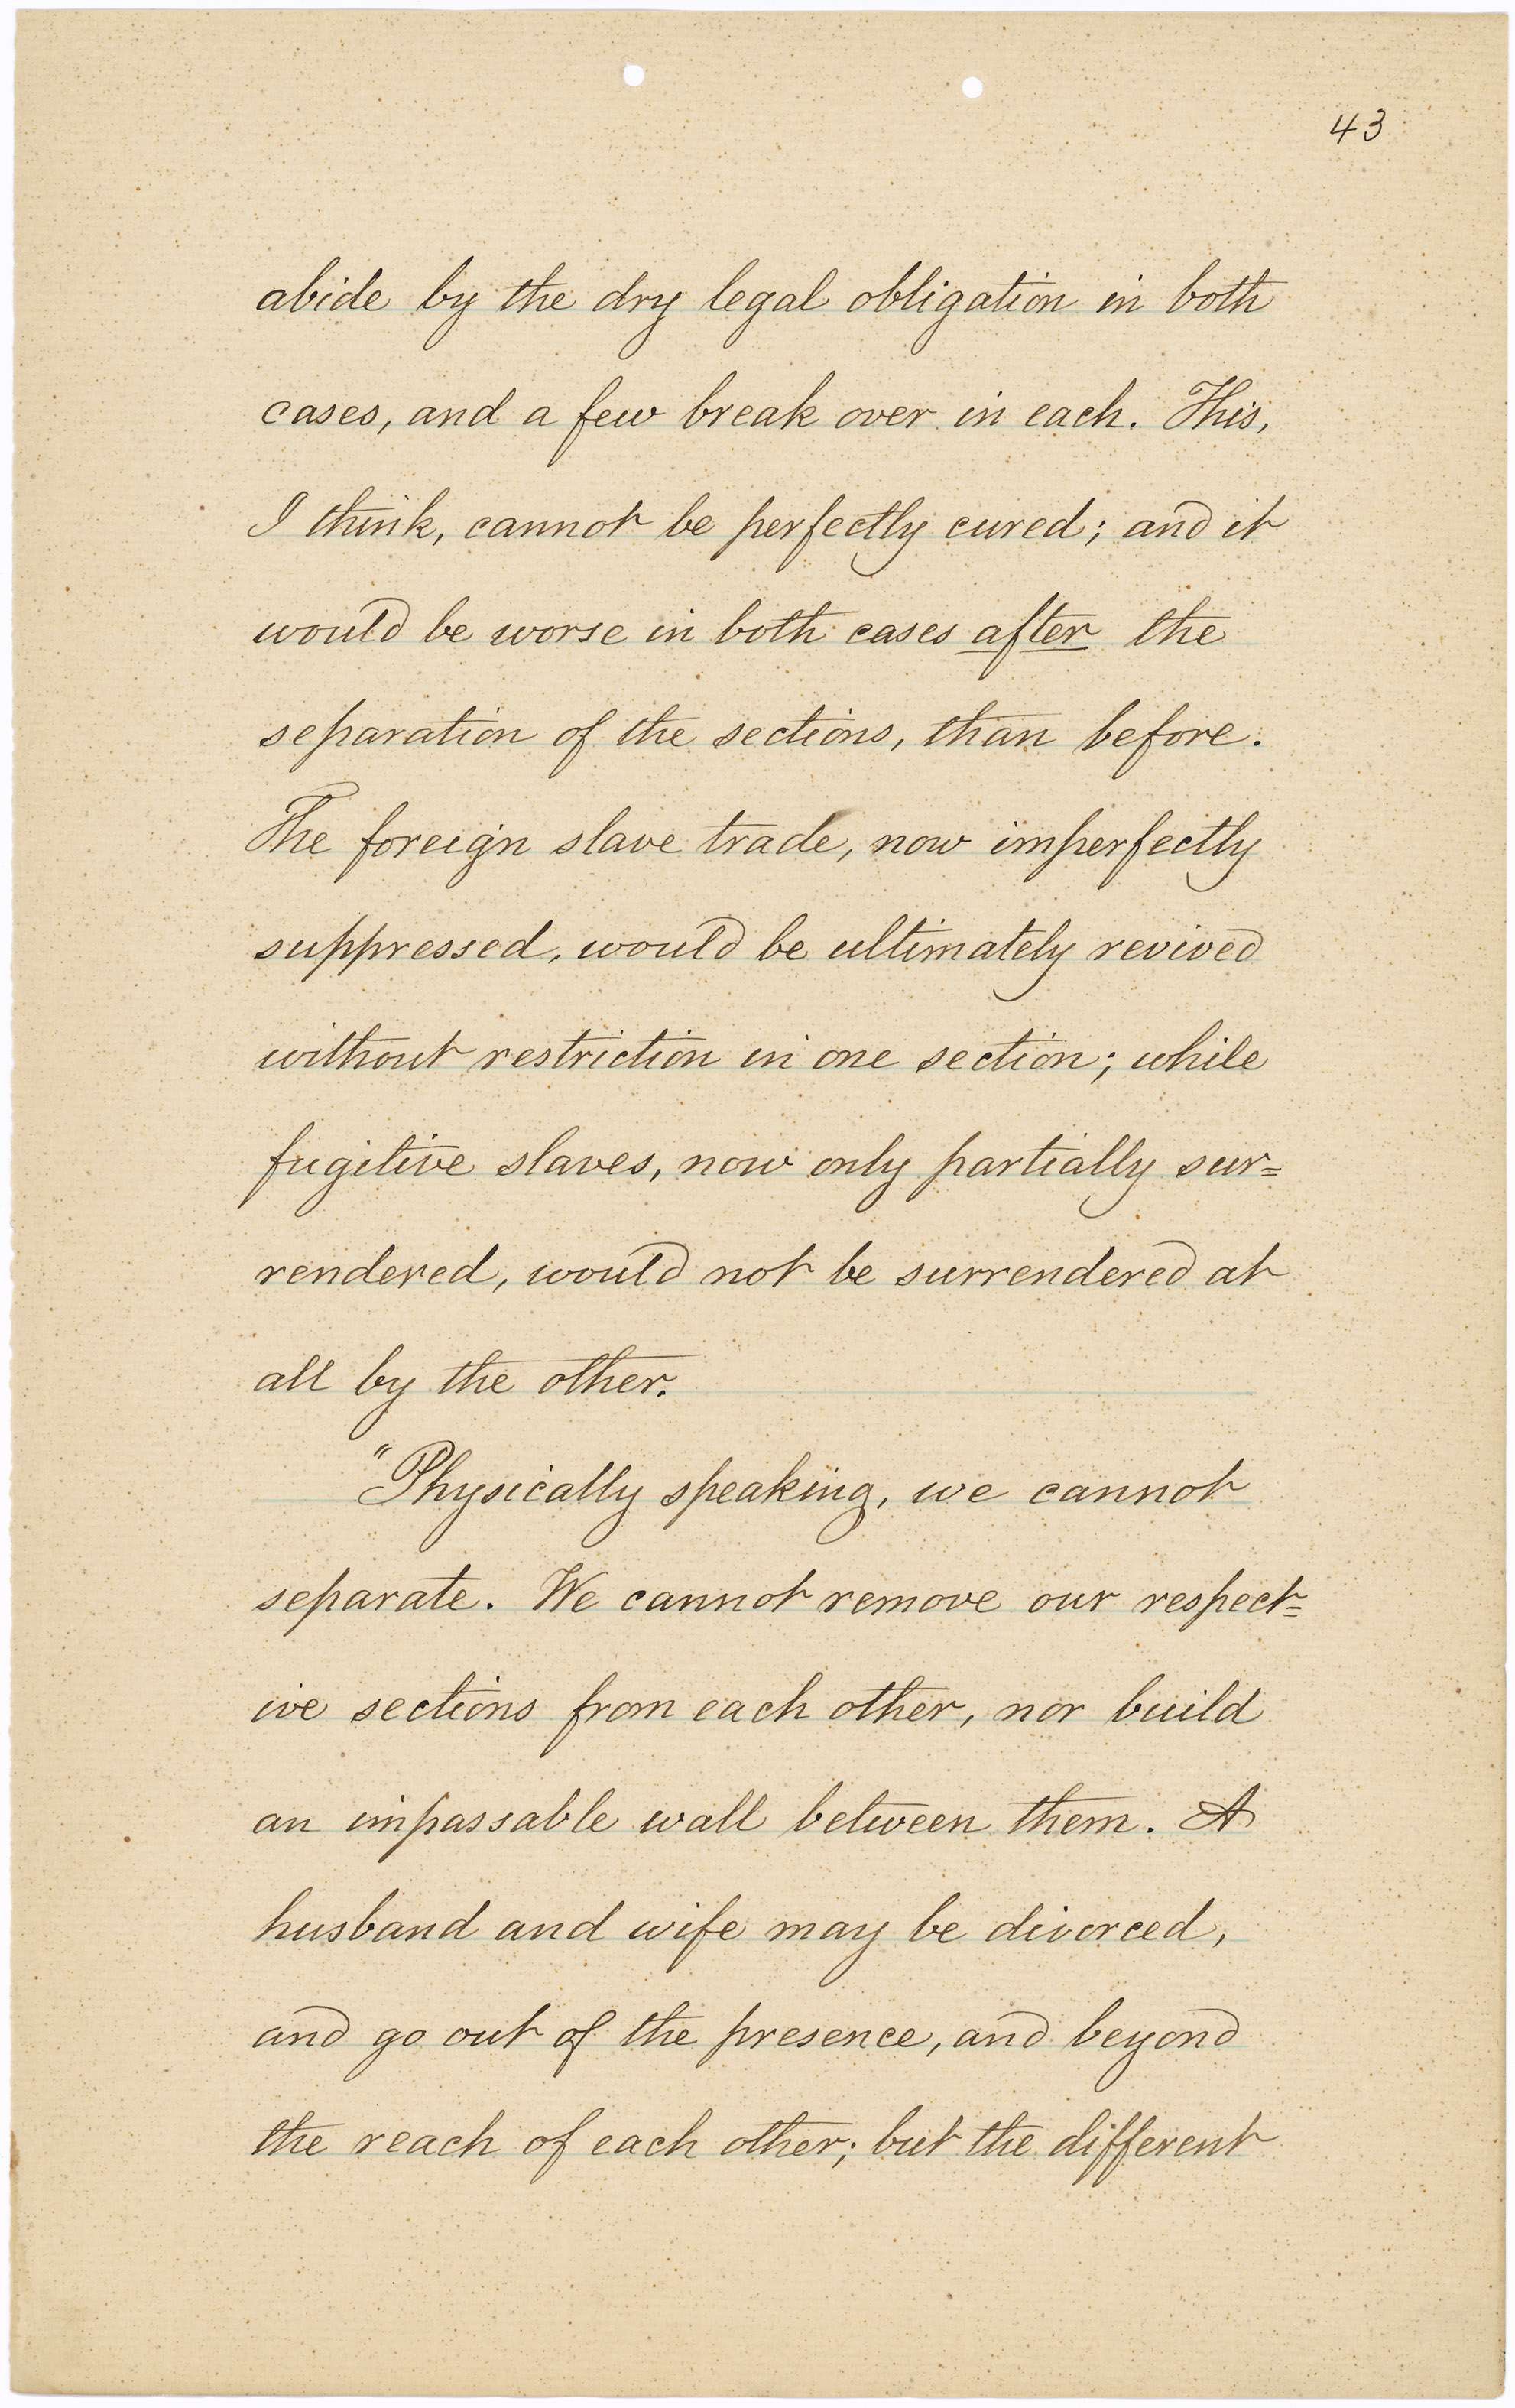 43
abide by the dry legal obligation in both
cases, and a few break over in each. This,
I think, cannot be perfectly cured; and it
would be worse in both cases after the
separation of the sections, than before.
The foreign slave trade, now imperfectly
suppressed, would be ultimately revived
without restriction in one section; while
fugitive slaves, now only partially sur=
rendered, would not be surrendered at
all by the other.
"Physically speaking, we cannot
separate. We cannot remove our respect=
ive sections from each other, nor build
an impassable wall between them. A
husband and wife may be divorced,
and go out of the presence, and beyond
the reach of each other; but the different